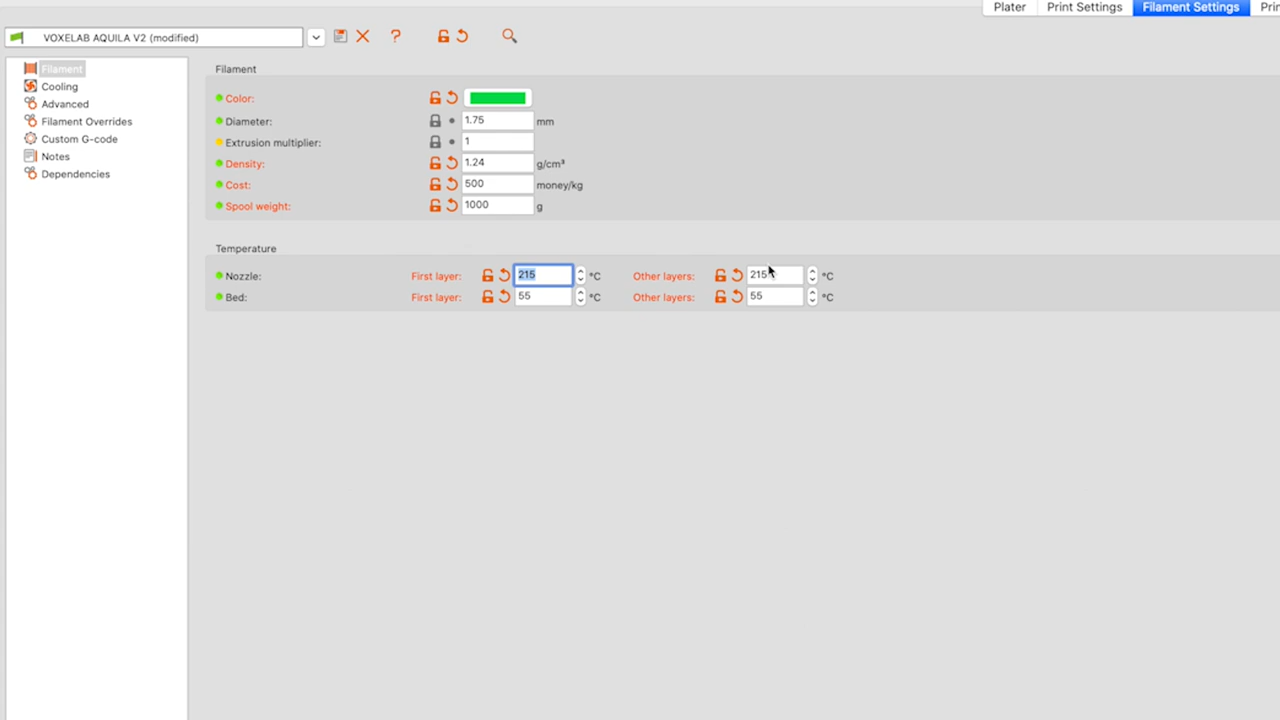 Plater Print Settings Filament Settings
VOXELAB AQUILA V2 (modified)
Filament
Cooling
Advanced
Filament Overrides
Custom G-code
Notes
Dependencies
Filament
Color:
Diameter: 1.75 mm
Extrusion multiplier: 1
Density: 1.24 g/cm³
Cost: 500 money/kg
Spool weight: 1000 g
Temperature
Nozzle: First layer: 215 °C Other layers: 215 °C
Bed: First layer: 55 °C Other layers: 55 °C